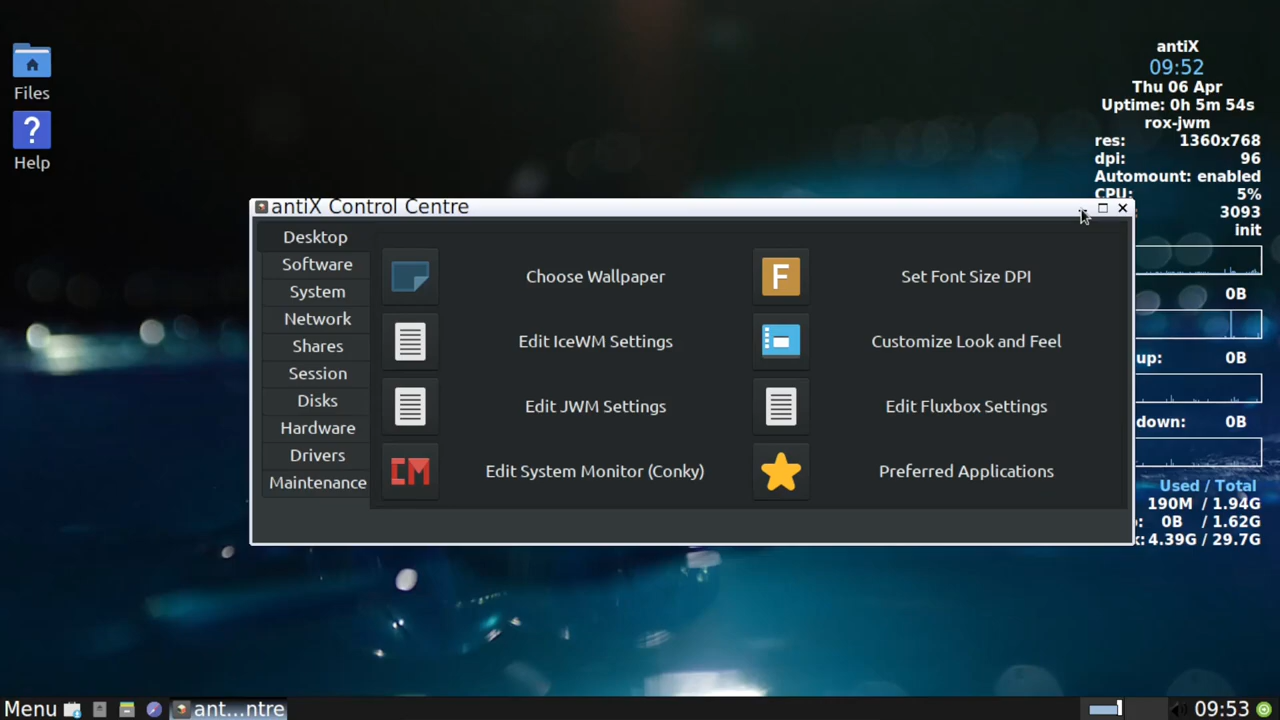 Files
?
Help
antiX
09:52
Thu 06 Apr
Uptime: 0h 5m 54s
rox-jwm
res: 1360x768
dpi: 96
Automount: enabled
CPU: 5%
3093
init
0B
up: 0B
down: 0B
Used / Total
190M / 1.94G
: 0B / 1.62G
k: 4.39G / 29.7G
antiX Control Centre
Desktop
Software
System
Network
Shares
Session
Disks
Hardware
Drivers
Maintenance
Choose Wallpaper
F Set Font Size DPI
Edit IceWM Settings
Customize Look and Feel
Edit JWM Settings
Edit Fluxbox Settings
CM Edit System Monitor (Conky)
Preferred Applications
Menu
ant...ntre
09:53